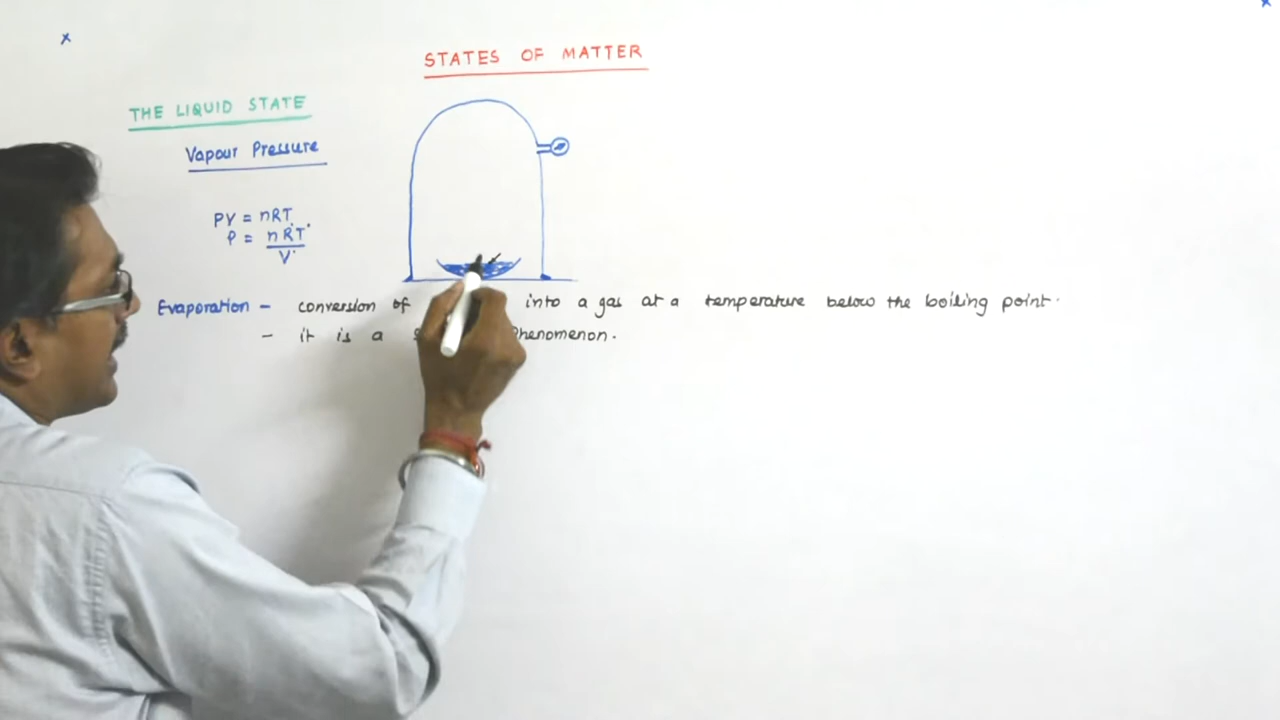 STATES OF MATTER
THE LIQUID STATE
Vapour Pressure
PV = nRT
P = nRT
V
Evaporation - conversion of into a gas at a temperature below the boiling point.
- it is a phenomenon.